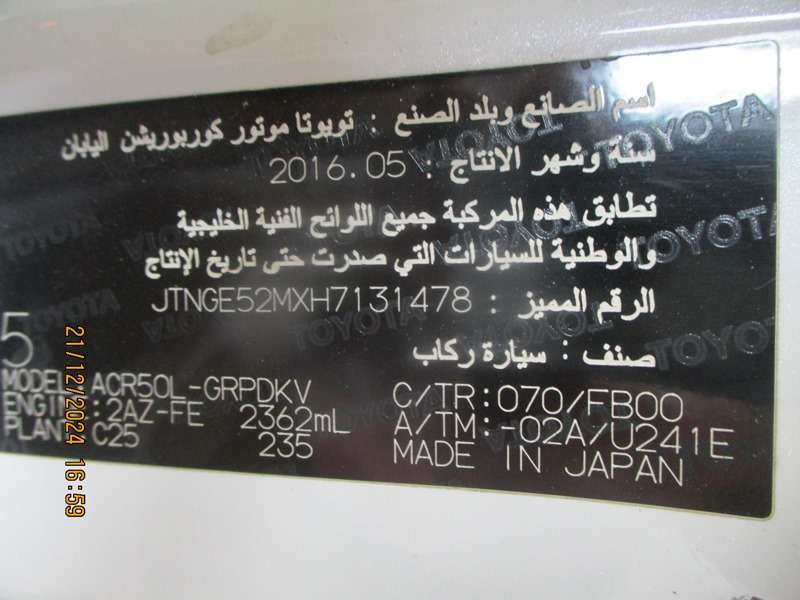 اسم الصانع وبلد الصنع : تويوتا موتور كوربوريشن اليابان
سنة وشهر الانتاج : 2016.05
تطابق هذه المركبة جميع اللوائح الفنية الخليجية
والوطنية للسيارات التي صدرت حتى تاريخ الإنتاج
الرقم المميز : JTNGE52MXH7131478
صنف : سيارة ركاب
5
MODEL:ACR50L-GRPDKV
ENGINE:2AZ-FE 2362mL
PLANT:C25 235
C/TR:070/FB00
A/TM:-02A/U241E
MADE IN JAPAN
21/12/2024 16:59